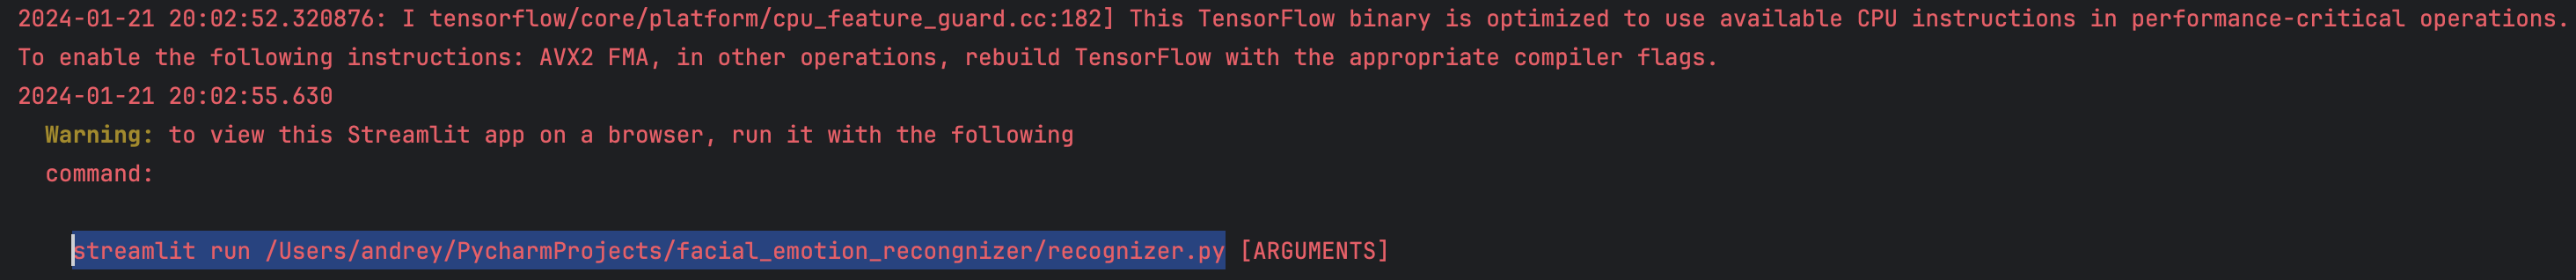 2024-01-21 20:02:52.320876: I tensorflow/core/platform/cpu_feature_guard.cc:182] This TensorFlow binary is optimized to use available CPU instructions in performance-critical operations.
To enable the following instructions: AVX2 FMA, in other operations, rebuild TensorFlow with the appropriate compiler flags.
2024-01-21 20:02:55.630
Warning: to view this Streamlit app on a browser, run it with the following
command:
streamlit run /Users/andrey/PycharmProjects/facial_emotion_recongnizer/recognizer.py [ARGUMENTS]